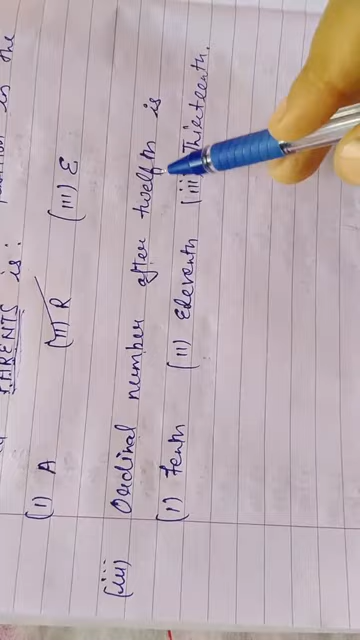 PARENTS is:
(i) A (ii) R (iii) E
(iii) Ordinal number after twelfth is
(i) Tenth (ii) Eleventh (iii) Thirteenth.